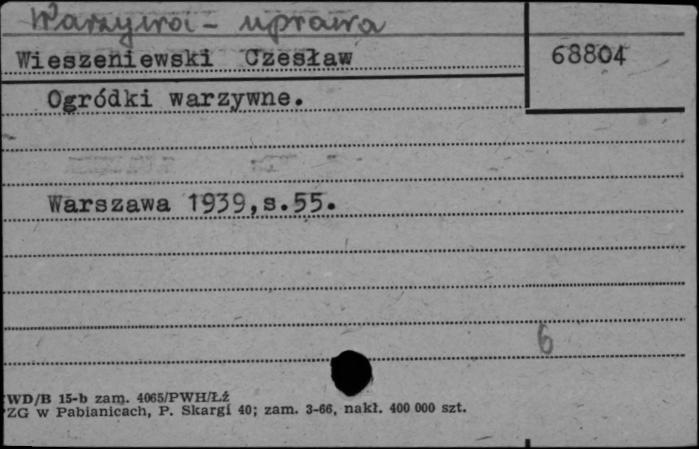 Warzywa - uprawa
Wieszeniewski Czesław
68804
Ogródki warzywne.
Warszawa 1939, s.55.
6
WD/B 15-b zam. 4065/PWH/Łź
ZG w Pabianicach, P. Skargi 40; zam. 3-66, nakł. 400 000 szt.